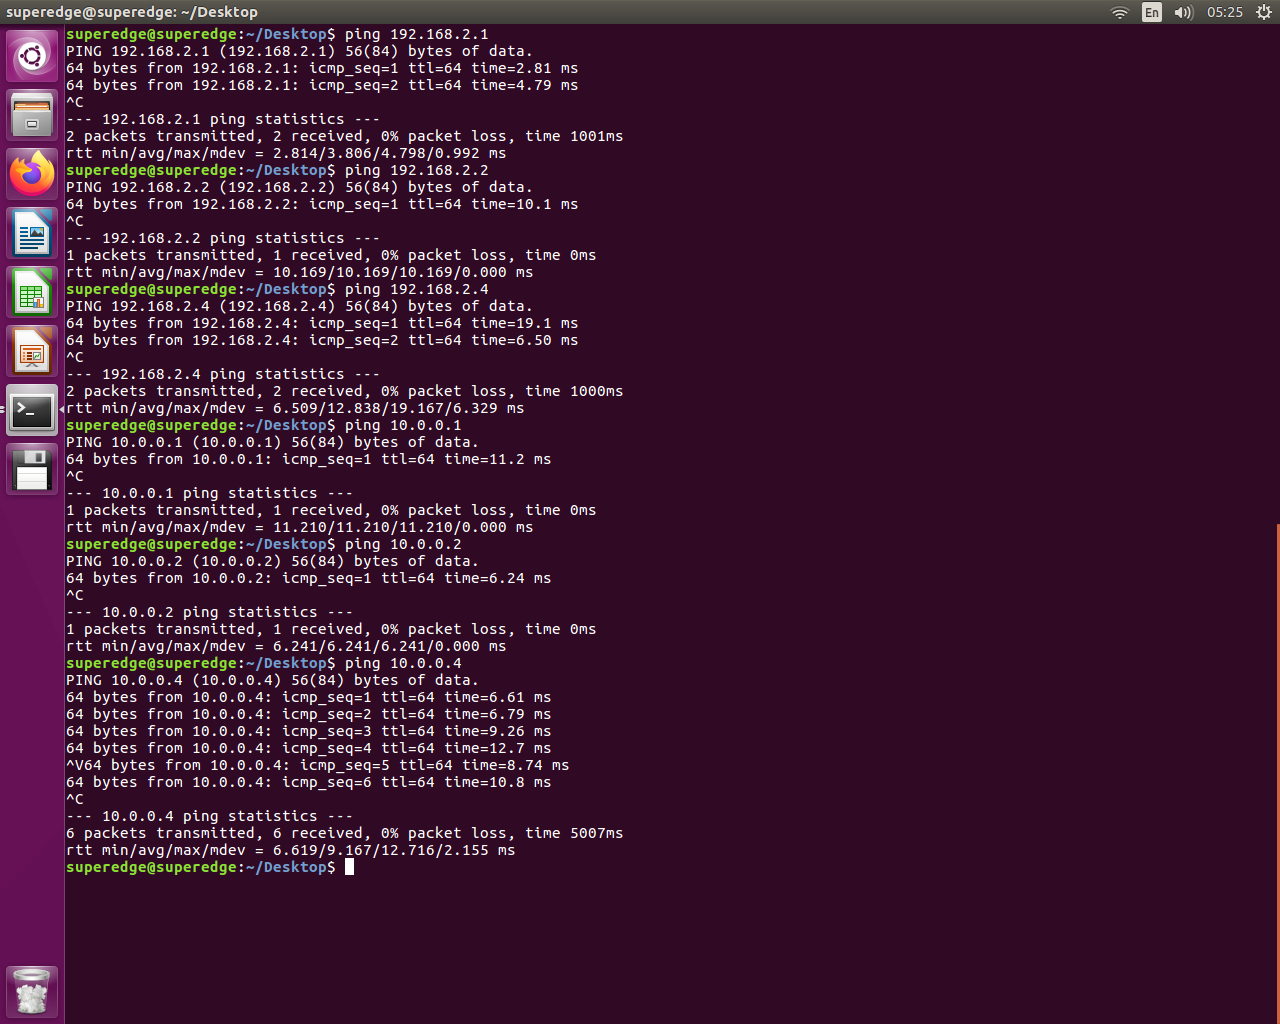 superedge@superedge: ~/Desktop
En
05:25
superedge@superedge:~/Desktop$ ping 192.168.2.1
PING 192.168.2.1 (192.168.2.1) 56(84) bytes of data.
64 bytes from 192.168.2.1: icmp_seq=1 ttl=64 time=2.81 ms
64 bytes from 192.168.2.1: icmp_seq=2 ttl=64 time=4.79 ms
^C
--- 192.168.2.1 ping statistics ---
2 packets transmitted, 2 received, 0% packet loss, time 1001ms
rtt min/avg/max/mdev = 2.814/3.806/4.798/0.992 ms
superedge@superedge:~/Desktop$ ping 192.168.2.2
PING 192.168.2.2 (192.168.2.2) 56(84) bytes of data.
64 bytes from 192.168.2.2: icmp_seq=1 ttl=64 time=10.1 ms
^C
--- 192.168.2.2 ping statistics ---
1 packets transmitted, 1 received, 0% packet loss, time 0ms
rtt min/avg/max/mdev = 10.169/10.169/10.169/0.000 ms
superedge@superedge:~/Desktop$ ping 192.168.2.4
PING 192.168.2.4 (192.168.2.4) 56(84) bytes of data.
64 bytes from 192.168.2.4: icmp_seq=1 ttl=64 time=19.1 ms
64 bytes from 192.168.2.4: icmp_seq=2 ttl=64 time=6.50 ms
^C
--- 192.168.2.4 ping statistics ---
2 packets transmitted, 2 received, 0% packet loss, time 1000ms
rtt min/avg/max/mdev = 6.509/12.838/19.167/6.329 ms
superedge@superedge:~/Desktop$ ping 10.0.0.1
PING 10.0.0.1 (10.0.0.1) 56(84) bytes of data.
64 bytes from 10.0.0.1: icmp_seq=1 ttl=64 time=11.2 ms
^C
--- 10.0.0.1 ping statistics ---
1 packets transmitted, 1 received, 0% packet loss, time 0ms
rtt min/avg/max/mdev = 11.210/11.210/11.210/0.000 ms
superedge@superedge:~/Desktop$ ping 10.0.0.2
PING 10.0.0.2 (10.0.0.2) 56(84) bytes of data.
64 bytes from 10.0.0.2: icmp_seq=1 ttl=64 time=6.24 ms
^C
--- 10.0.0.2 ping statistics ---
1 packets transmitted, 1 received, 0% packet loss, time 0ms
rtt min/avg/max/mdev = 6.241/6.241/6.241/0.000 ms
superedge@superedge:~/Desktop$ ping 10.0.0.4
PING 10.0.0.4 (10.0.0.4) 56(84) bytes of data.
64 bytes from 10.0.0.4: icmp_seq=1 ttl=64 time=6.61 ms
64 bytes from 10.0.0.4: icmp_seq=2 ttl=64 time=6.79 ms
64 bytes from 10.0.0.4: icmp_seq=3 ttl=64 time=9.26 ms
64 bytes from 10.0.0.4: icmp_seq=4 ttl=64 time=12.7 ms
^V64 bytes from 10.0.0.4: icmp_seq=5 ttl=64 time=8.74 ms
64 bytes from 10.0.0.4: icmp_seq=6 ttl=64 time=10.8 ms
^C
--- 10.0.0.4 ping statistics ---
6 packets transmitted, 6 received, 0% packet loss, time 5007ms
rtt min/avg/max/mdev = 6.619/9.167/12.716/2.155 ms
superedge@superedge:~/Desktop$